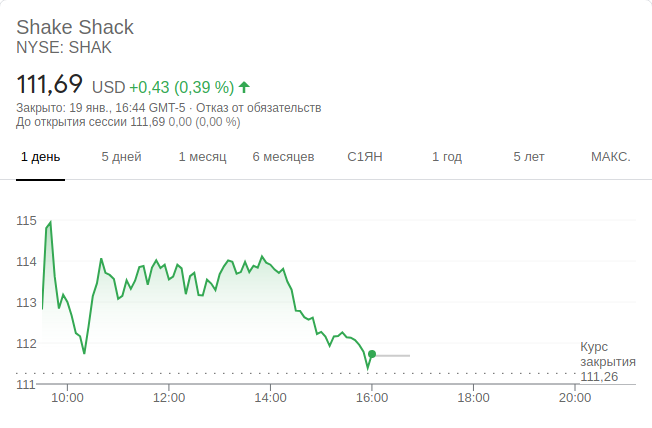 Shake Shack
NYSE: SHAK
111,69 USD +0,43 (0,39 %)
Закрыто: 19 янв., 16:44 GMT-5 · Отказ от обязательств
До открытия сессии 111,69 0,00 (0,00 %)
1 день 5 дней 1 месяц 6 месяцев С1ЯН 1 год 5 лет МАКС.
115
114
113
112
111
Курс
закрытия
111,26
10:00 12:00 14:00 16:00 18:00 20:00